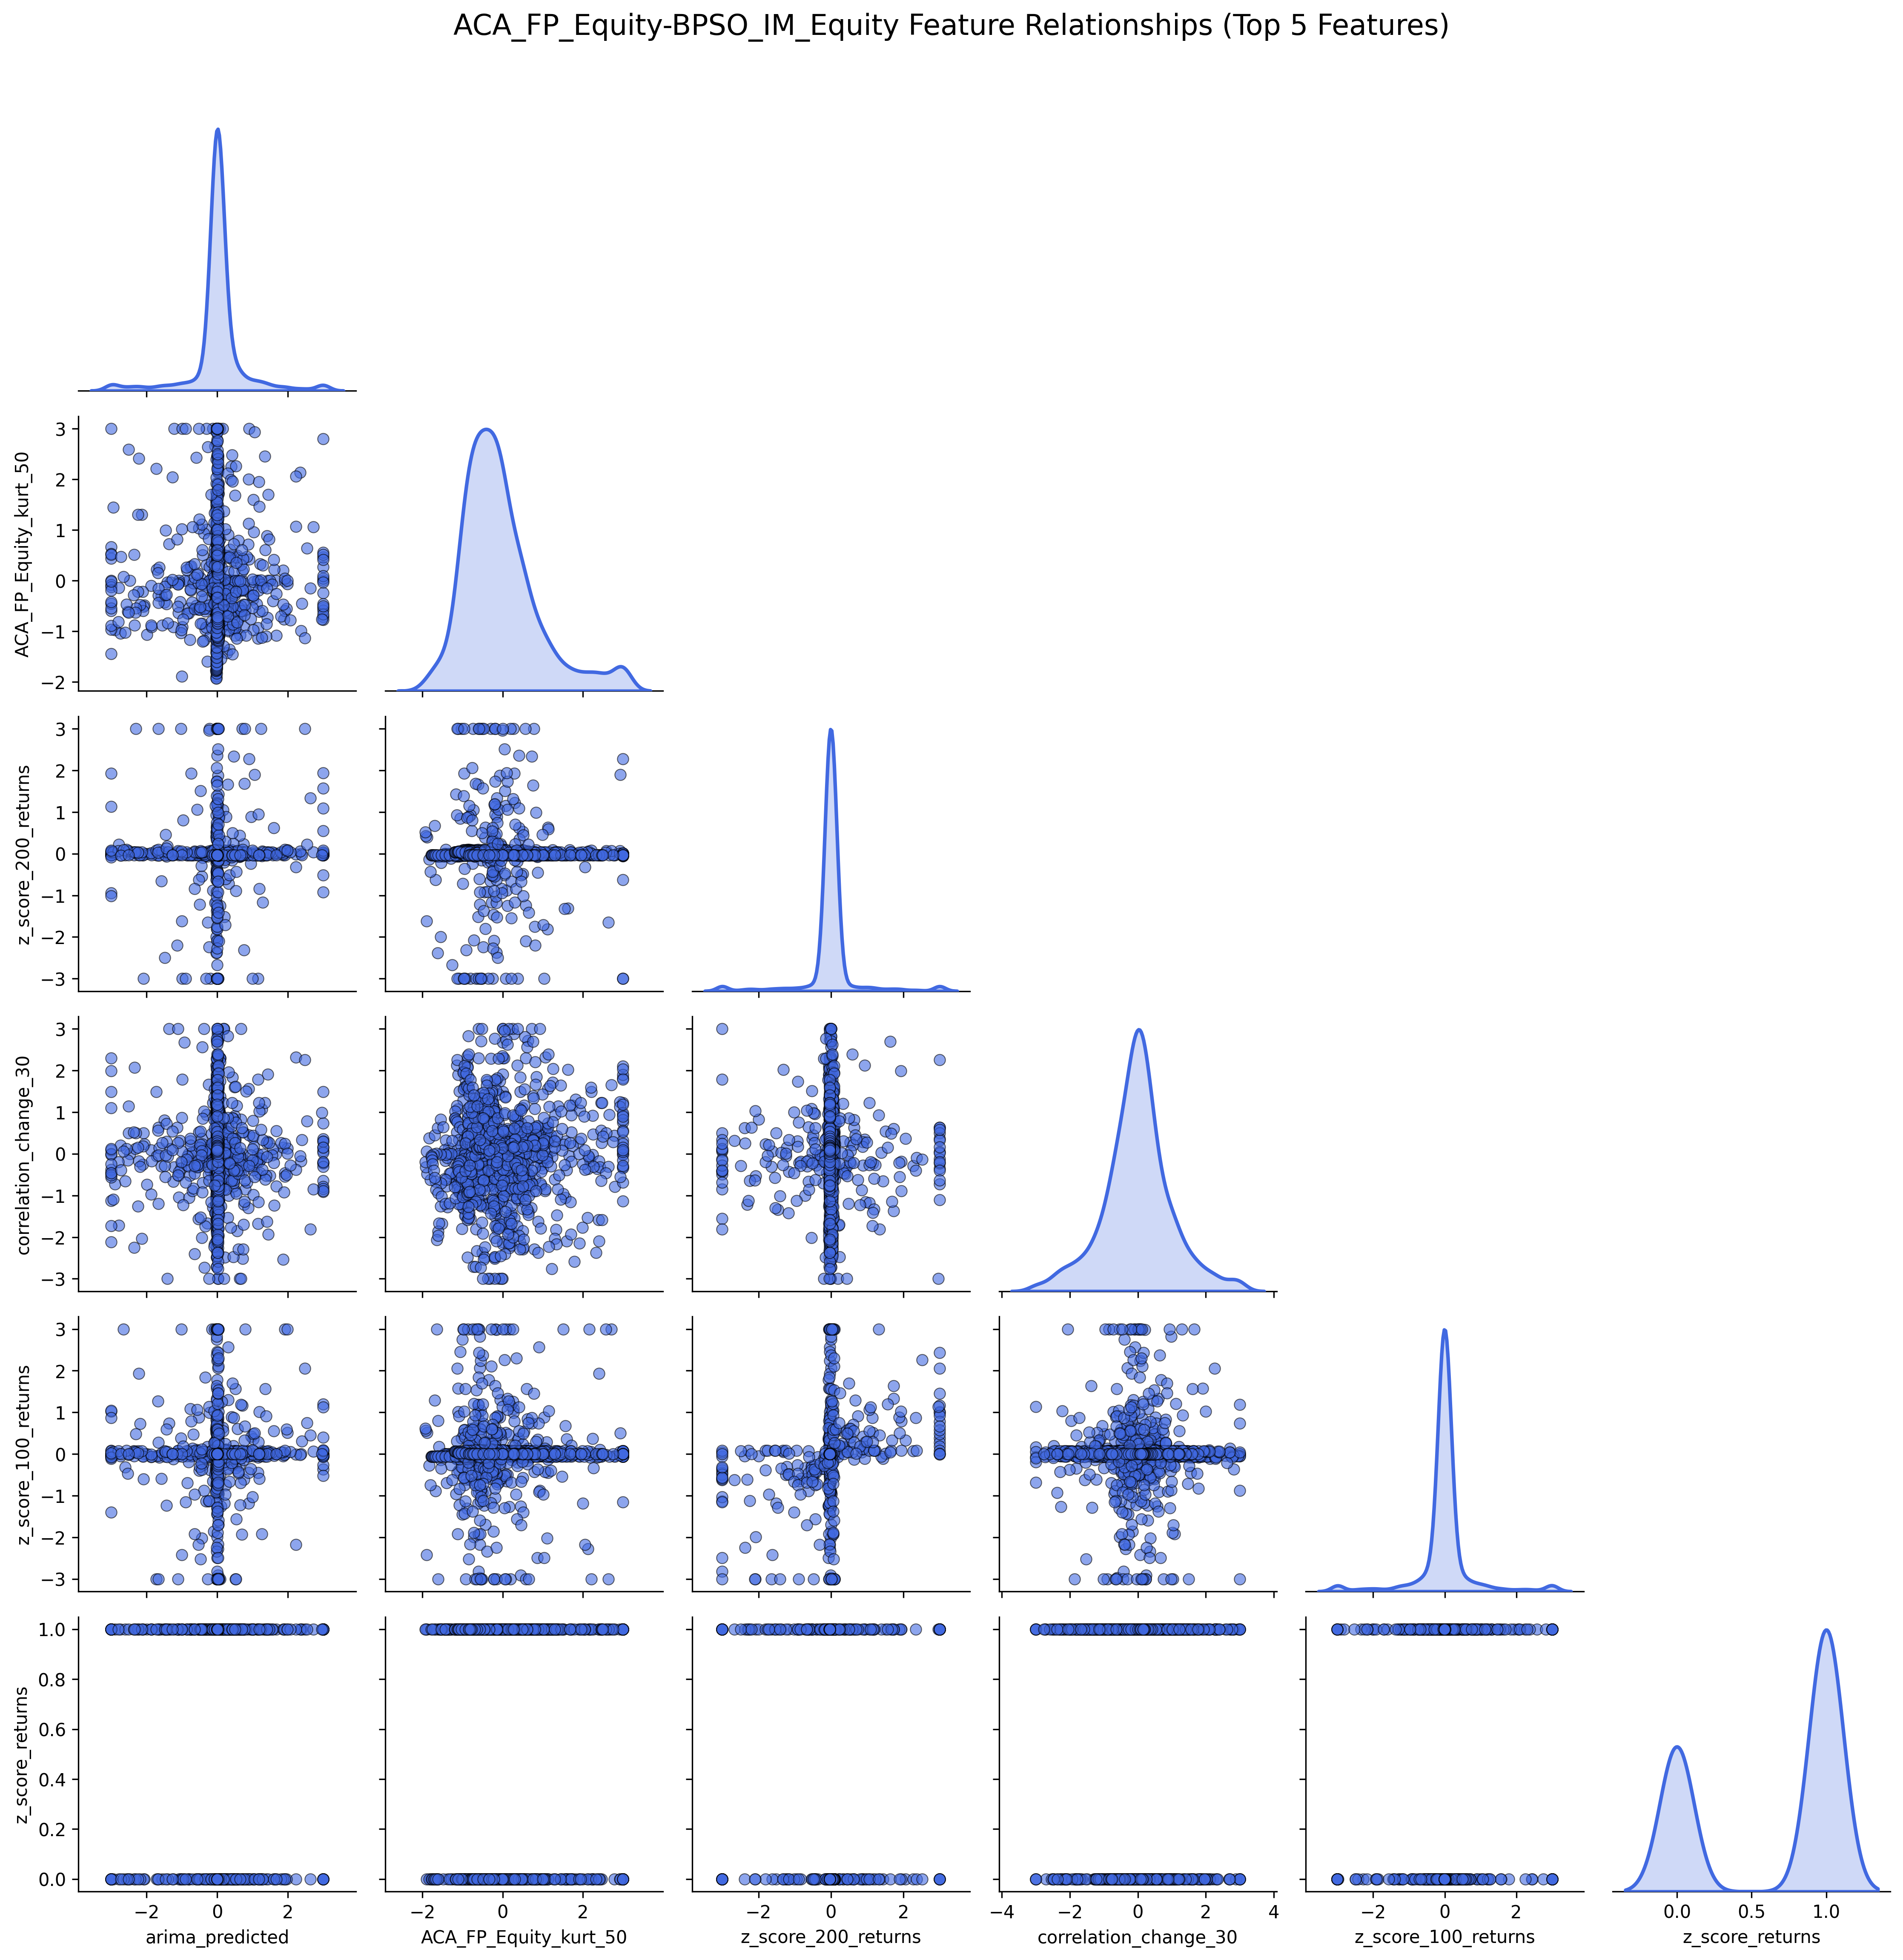 ACA_FP_Equity-BPSO_IM_Equity Feature Relationships (Top 5 Features)
ACA_FP_Equity_kurt_50
3
2
1
0
−1
−2
z_score_200_returns
3
2
1
0
−1
−2
−3
correlation_change_30
3
2
1
0
−1
−2
−3
z_score_100_returns
3
2
1
0
−1
−2
−3
z_score_returns
1.0
0.8
0.6
0.4
0.2
0.0
−2 0 2
−2 0 2
−2 0 2
−4 −2 0 2 4
−2 0 2
0.0 0.5 1.0
arima_predicted
ACA_FP_Equity_kurt_50
z_score_200_returns
correlation_change_30
z_score_100_returns
z_score_returns